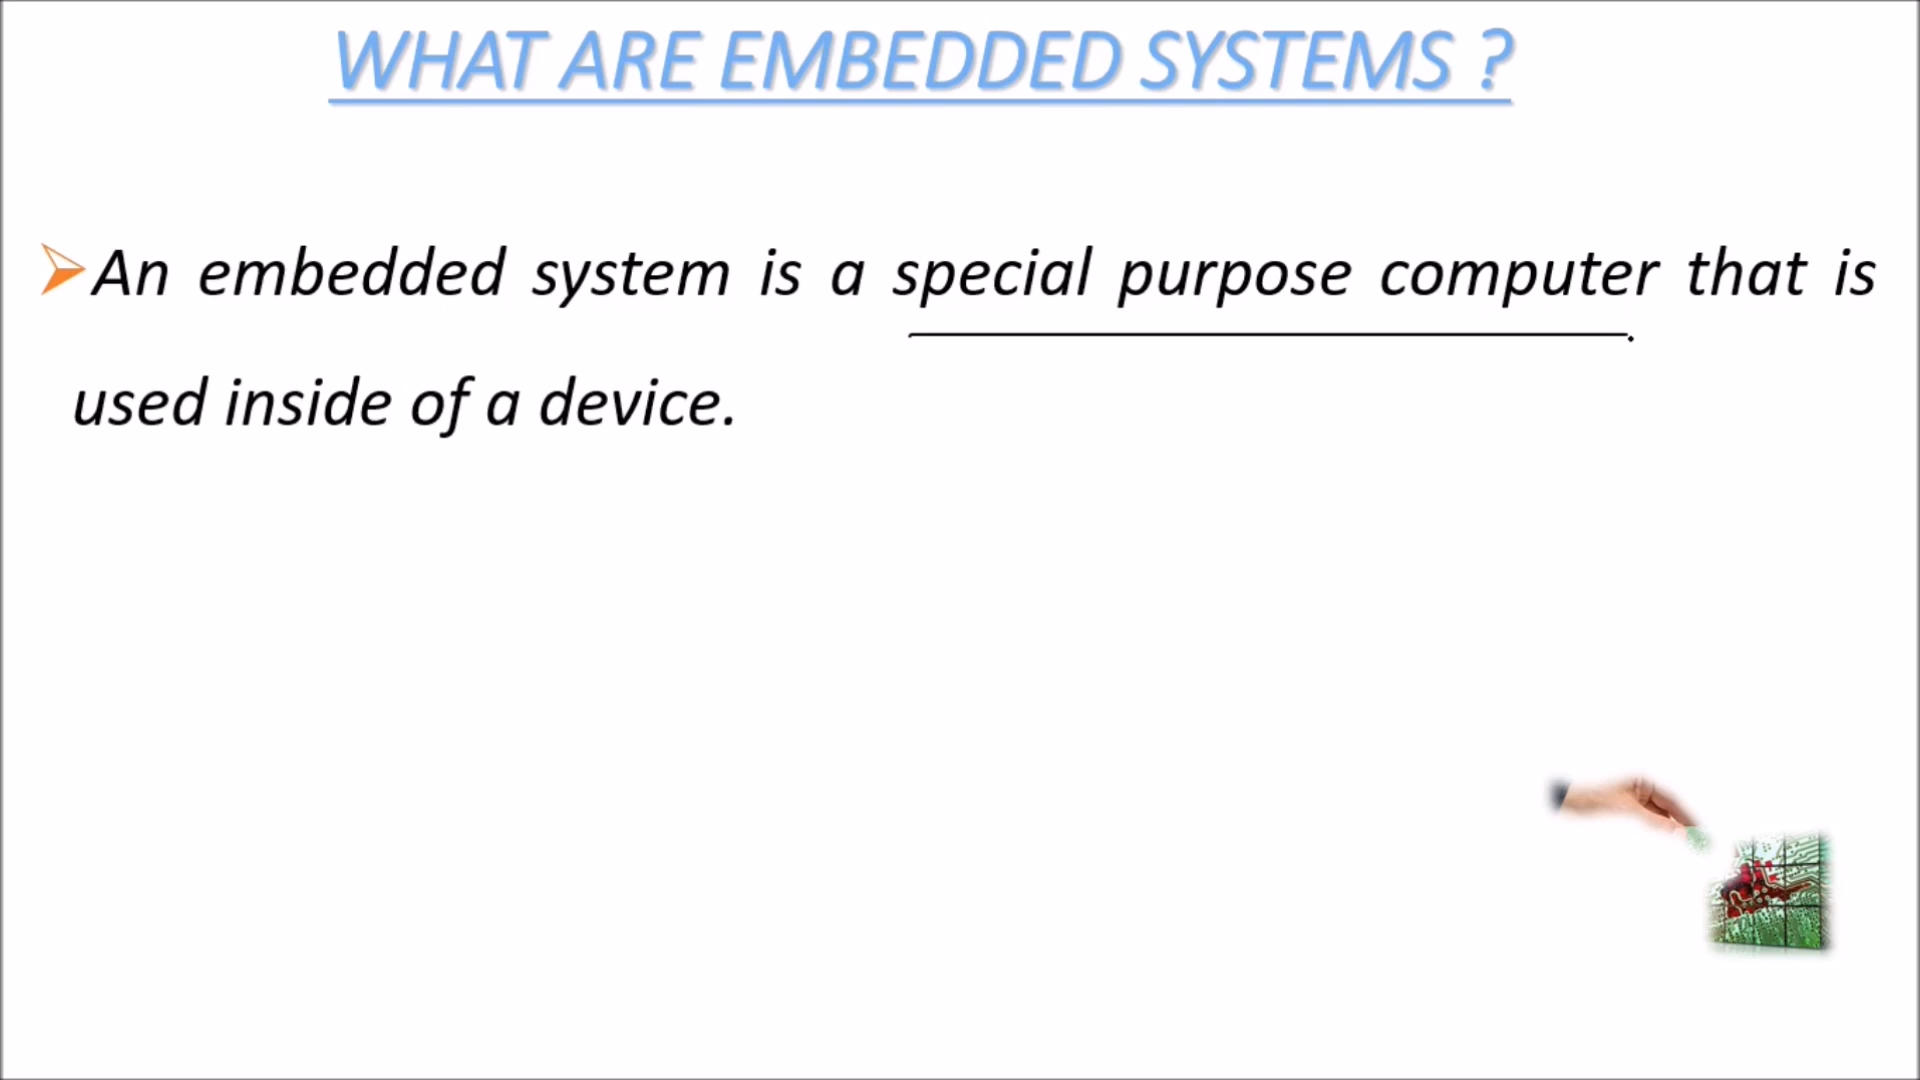 WHAT ARE EMBEDDED SYSTEMS ?
An embedded system is a special purpose computer that is
used inside of a device.